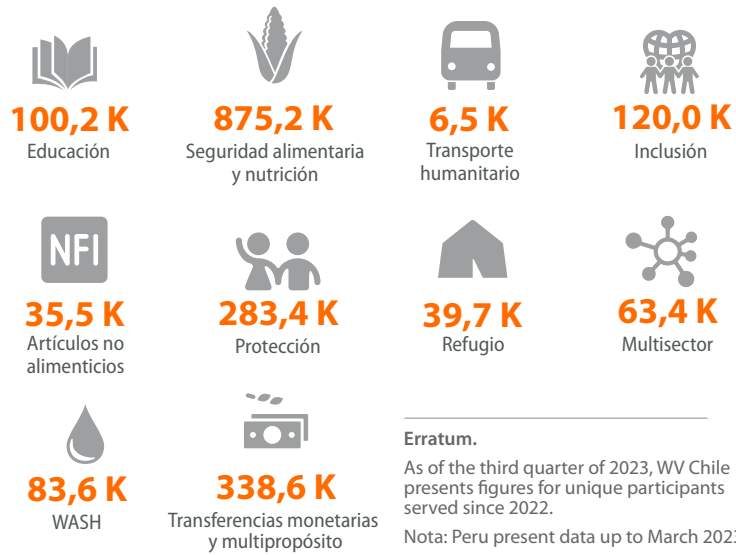 100,2 K
Educación
875,2 K
Seguridad alimentaria
y nutrición
6,5 K
Transporte
humanitario
120,0 K
Inclusión
NFI
35,5 K
Artículos no
alimenticios
283,4 K
Protección
39,7 K
Refugio
63,4 K
Multisector
83,6 K
WASH
338,6 K
Transferencias monetarias
y multipropósito
Erratum.
As of the third quarter of 2023, WV Chile
presents figures for unique participants
served since 2022.
Nota: Peru present data up to March 2023